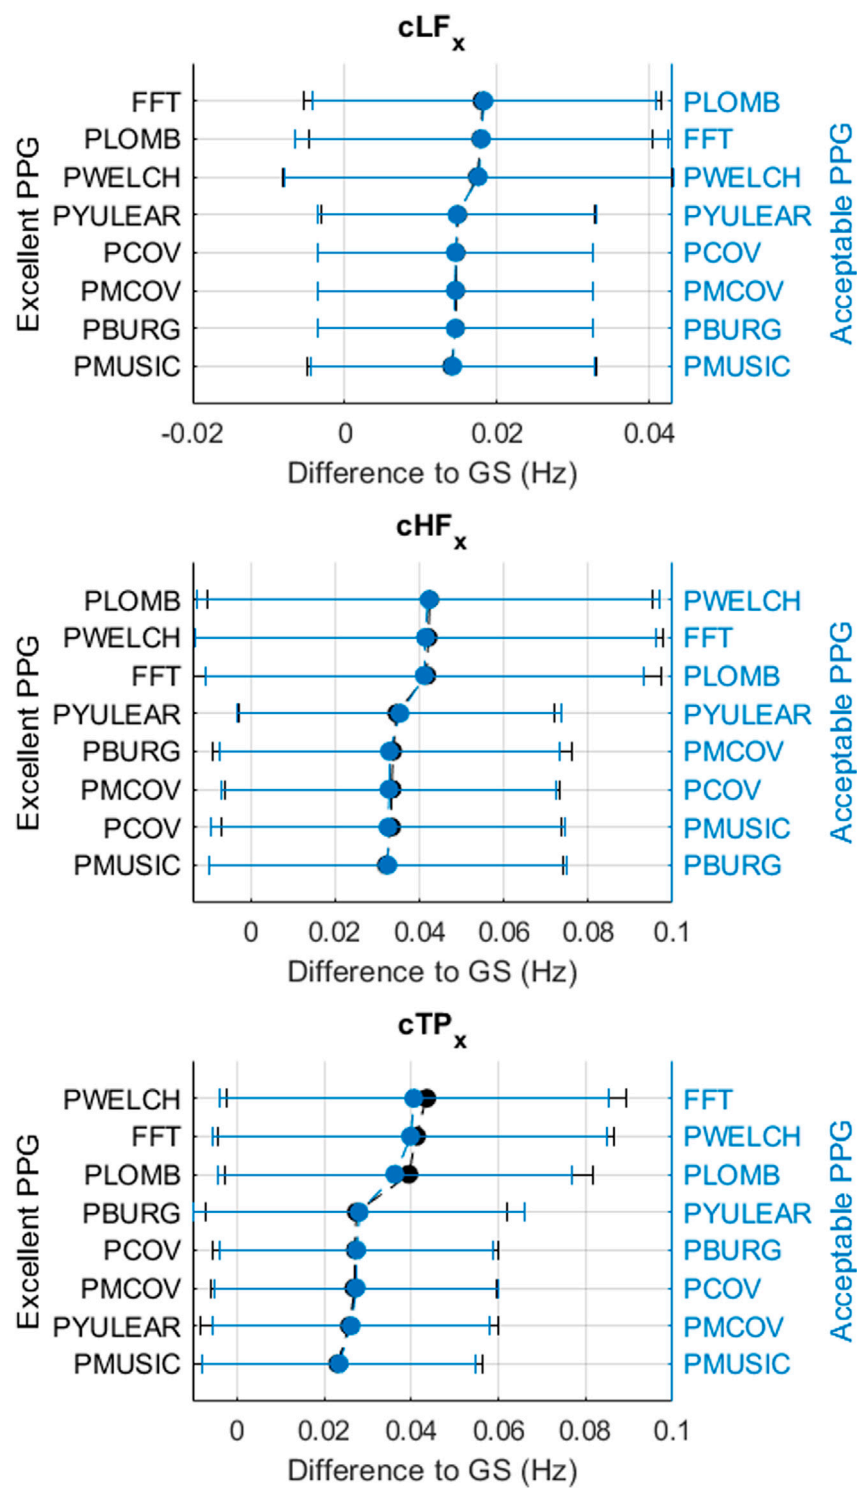 cLFx
Excellent PPG
Acceptable PPG
FFT PLOMB
PLOMB FFT
PWELCH PWELCH
PYULEAR PYULEAR
PCOV PCOV
PMCOV PMCOV
PBURG PBURG
PMUSIC PMUSIC
-0.02 0 0.02 0.04
Difference to GS (Hz)
cHFx
Excellent PPG
Acceptable PPG
PLOMB PWELCH
PWELCH FFT
FFT PLOMB
PYULEAR PYULEAR
PBURG PMCOV
PMCOV PCOV
PCOV PMUSIC
PMUSIC PBURG
0 0.02 0.04 0.06 0.08 0.1
Difference to GS (Hz)
cTPx
Excellent PPG
Acceptable PPG
PWELCH FFT
FFT PWELCH
PLOMB PLOMB
PBURG PYULEAR
PCOV PBURG
PMCOV PCOV
PYULEAR PMCOV
PMUSIC PMUSIC
0 0.02 0.04 0.06 0.08 0.1
Difference to GS (Hz)